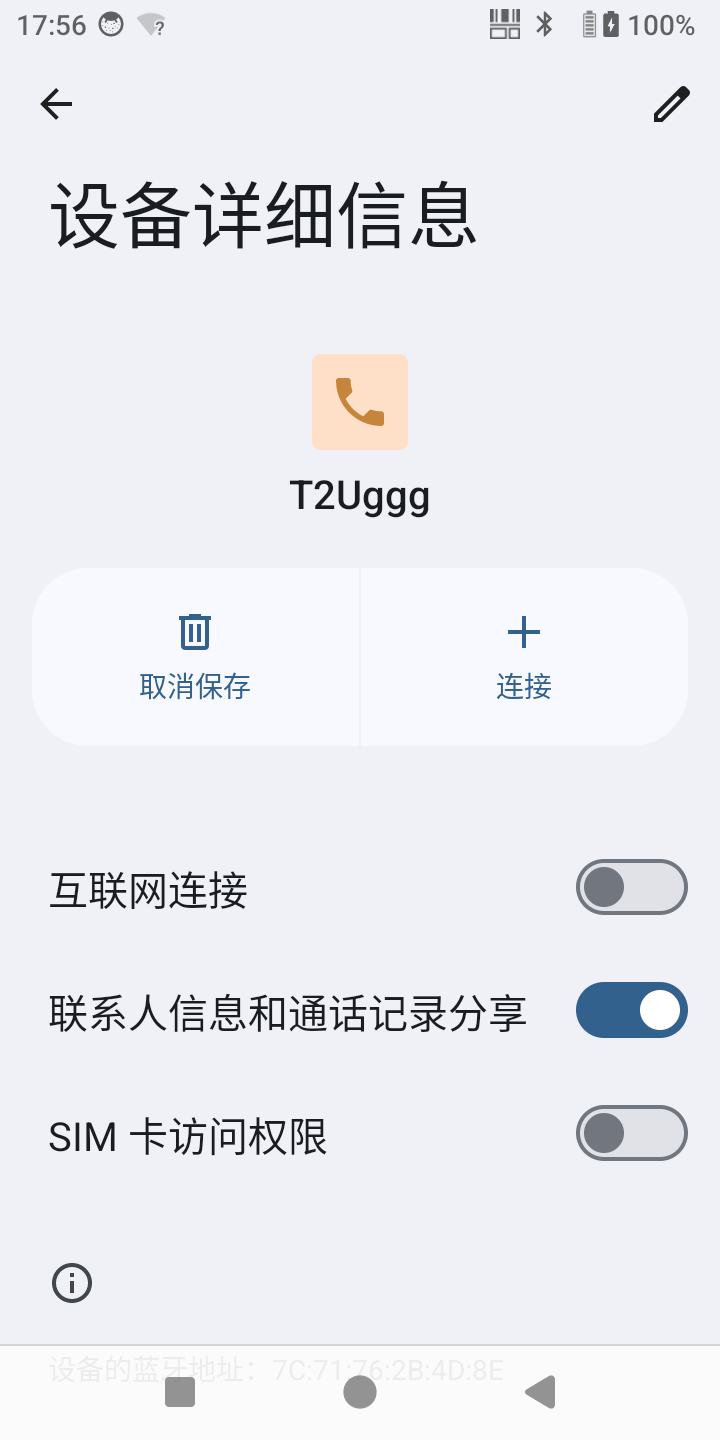 17:56
100%
设备详细信息
T2Uggg
取消保存
连接
互联网连接
联系人信息和通话记录分享
SIM 卡访问权限
设备的蓝牙地址：7C:71:76:2B:4D:8E